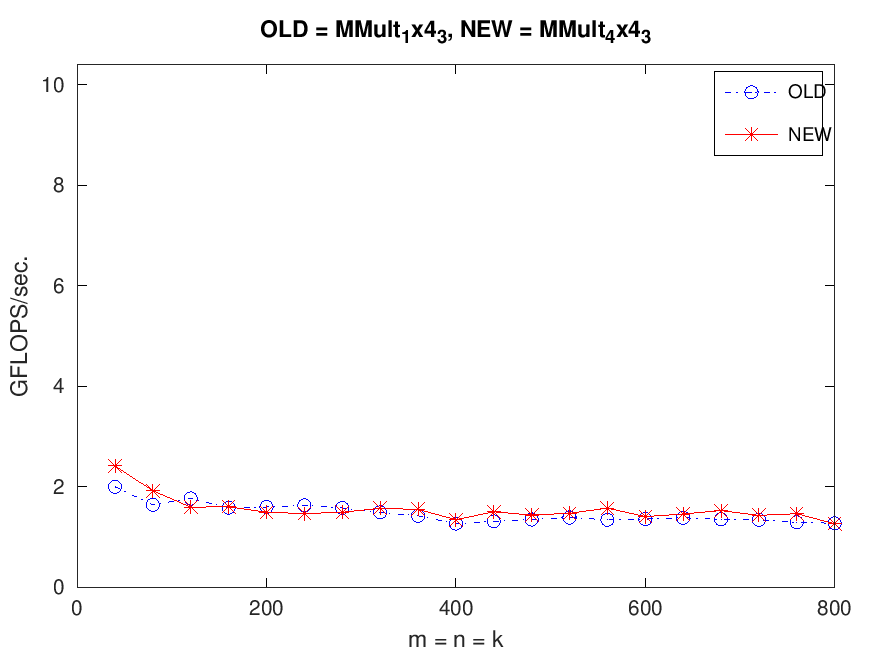 OLD = MMult₁x4₃, NEW = MMult₄x4₃
OLD
NEW
10
8
6
4
2
0
GFLOPS/sec.
0 200 400 600 800
m = n = k